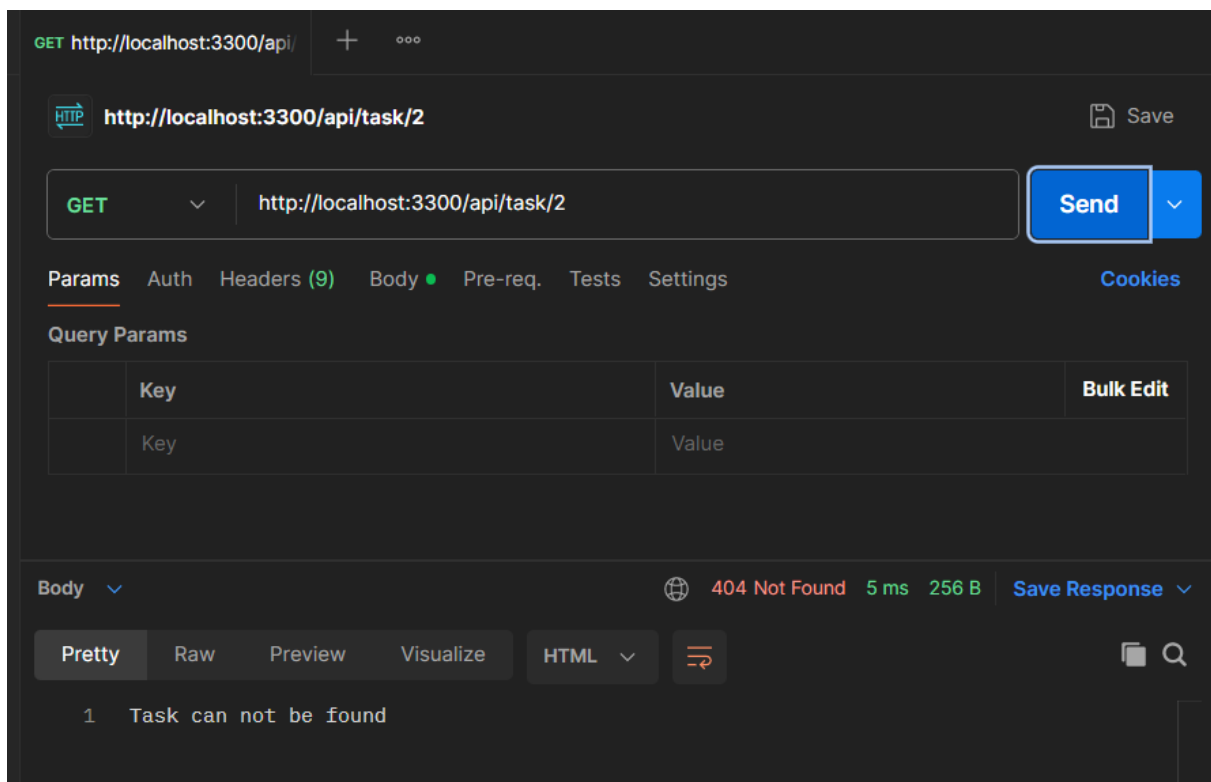 GET http://localhost:3300/api/
HTTP http://localhost:3300/api/task/2 Save
GET http://localhost:3300/api/task/2 Send
Params Auth Headers (9) Body Pre-req. Tests Settings Cookies
Query Params
Key Value Bulk Edit
Key Value
Body 404 Not Found 5 ms 256 B Save Response
Pretty Raw Preview Visualize HTML
1 Task can not be found